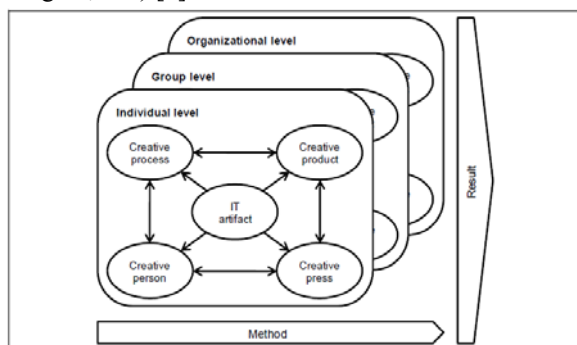 Organizational level
Group level
Individual level
Creative
process
Creative
product
IT
artifact
Creative
person
Creative
press
Method
Result